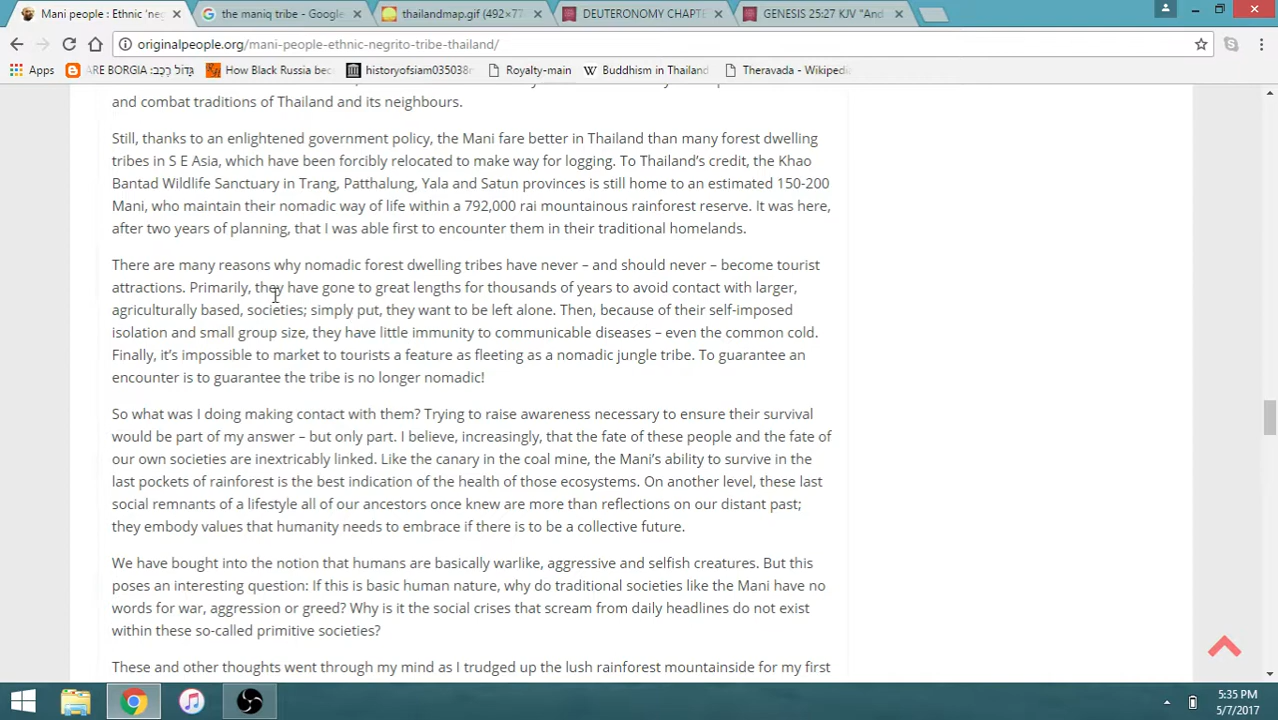 Mani people : Ethnic 'ne
the maniq tribe - Google
thailandmap.gif (492×77
DEUTERONOMY CHAPTE
GENESIS 25:27 KJV "And
originalpeople.org/mani-people-ethnic-negrito-tribe-thailand/
Apps
ARE BORGIA :גָּדוֹל רֶכֶב
How Black Russia bec
historyofsiam035038r
Royalty-main
Buddhism in Thailand
Theravada - Wikipedi
and combat traditions of Thailand and its neighbours.
Still, thanks to an enlightened government policy, the Mani fare better in Thailand than many forest dwelling
tribes in S E Asia, which have been forcibly relocated to make way for logging. To Thailand's credit, the Khao
Bantad Wildlife Sanctuary in Trang, Patthalung, Yala and Satun provinces is still home to an estimated 150-200
Mani, who maintain their nomadic way of life within a 792,000 rai mountainous rainforest reserve. It was here,
after two years of planning, that I was able first to encounter them in their traditional homelands.
There are many reasons why nomadic forest dwelling tribes have never – and should never – become tourist
attractions. Primarily, they have gone to great lengths for thousands of years to avoid contact with larger,
agriculturally based, societies; simply put, they want to be left alone. Then, because of their self-imposed
isolation and small group size, they have little immunity to communicable diseases – even the common cold.
Finally, it's impossible to market to tourists a feature as fleeting as a nomadic jungle tribe. To guarantee an
encounter is to guarantee the tribe is no longer nomadic!
So what was I doing making contact with them? Trying to raise awareness necessary to ensure their survival
would be part of my answer – but only part. I believe, increasingly, that the fate of these people and the fate of
our own societies are inextricably linked. Like the canary in the coal mine, the Mani's ability to survive in the
last pockets of rainforest is the best indication of the health of those ecosystems. On another level, these last
social remnants of a lifestyle all of our ancestors once knew are more than reflections on our distant past;
they embody values that humanity needs to embrace if there is to be a collective future.
We have bought into the notion that humans are basically warlike, aggressive and selfish creatures. But this
poses an interesting question: If this is basic human nature, why do traditional societies like the Mani have no
words for war, aggression or greed? Why is it the social crises that scream from daily headlines do not exist
within these so-called primitive societies?
These and other thoughts went through my mind as I trudged up the lush rainforest mountainside for my first
5:35 PM
5/7/2017